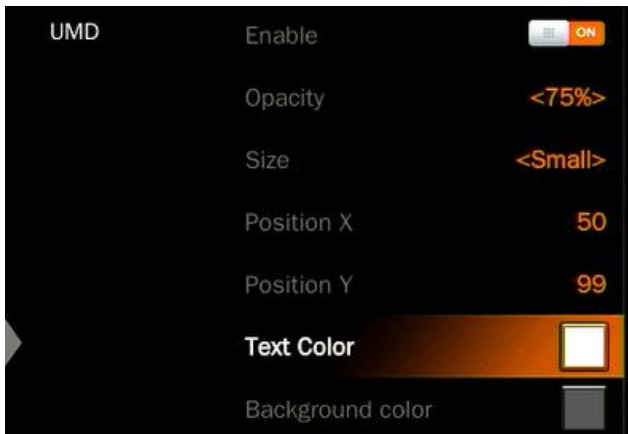 UMD
Enable ON
Opacity <75%>
Size <Small>
Position X 50
Position Y 99
Text Color
Background color